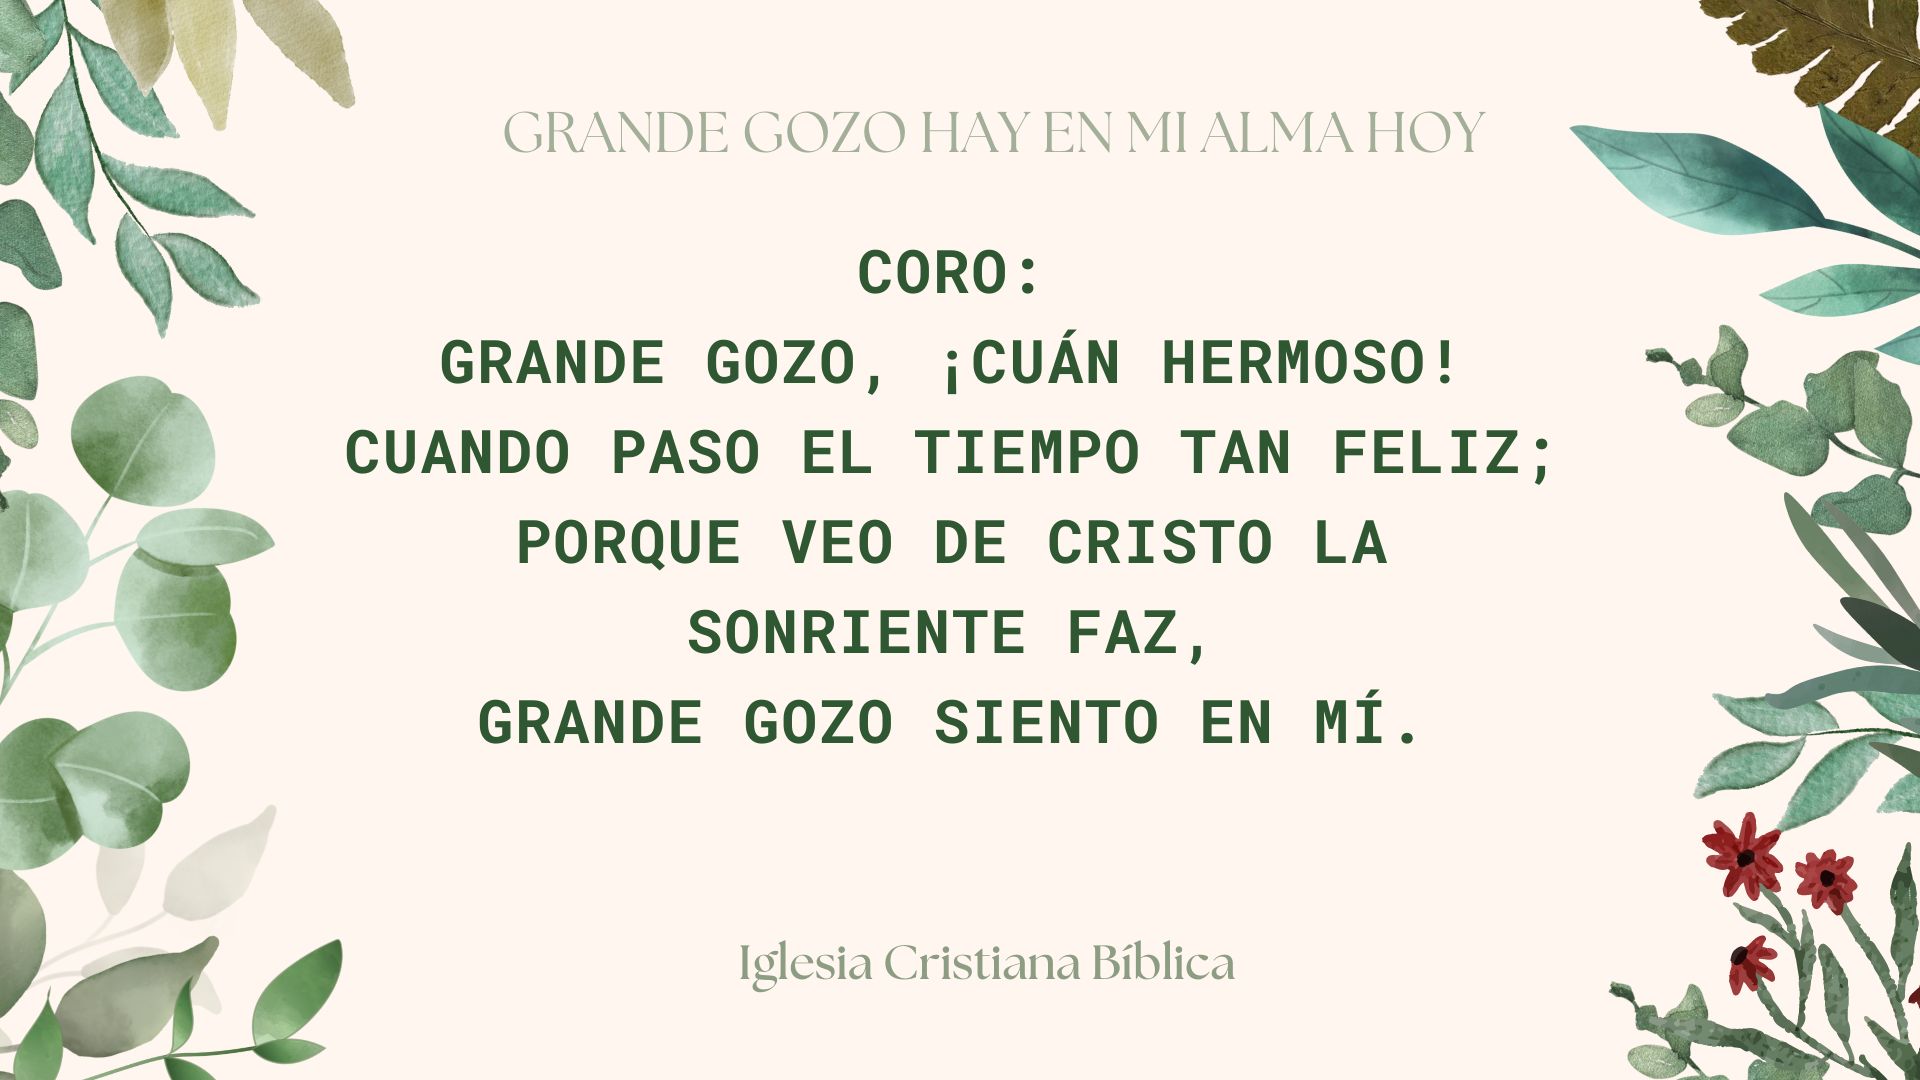 GRANDE GOZO HAY EN MI ALMA HOY
CORO:
GRANDE GOZO, ¡CUÁN HERMOSO!
CUANDO PASO EL TIEMPO TAN FELIZ;
PORQUE VEO DE CRISTO LA
SONRIENTE FAZ,
GRANDE GOZO SIENTO EN MÍ.
Iglesia Cristiana Bíblica